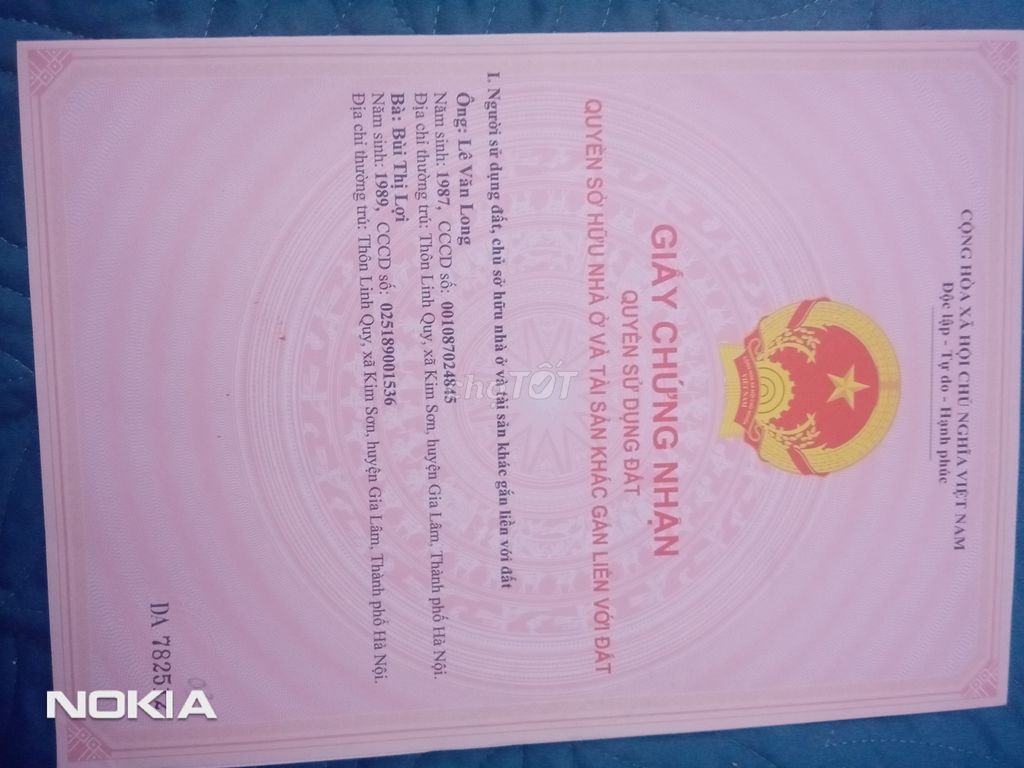 CỘNG HÒA XÃ HỘI CHỦ NGHĨA VIỆT NAM
Độc lập - Tự do - Hạnh phúc
VIỆT NAM
GIẤY CHỨNG NHẬN
QUYỀN SỬ DỤNG ĐẤT
QUYỀN SỞ HỮU NHÀ Ở VÀ TÀI SẢN KHÁC GẮN LIỀN VỚI ĐẤT
I. Người sử dụng đất, chủ sở hữu nhà ở và tài sản khác gắn liền với đất
Ông: Lê Văn Long
Năm sinh: 1987, CCCD số: 001087024845
Địa chỉ thường trú: Thôn Linh Quy, xã Kim Sơn, huyện Gia Lâm, Thành phố Hà Nội.
Bà: Bùi Thị Lợi
Năm sinh: 1989, CCCD số: 025189001536
Địa chỉ thường trú: Thôn Linh Quy, xã Kim Sơn, huyện Gia Lâm, Thành phố Hà Nội.
DA
choTỐT
NOKIA